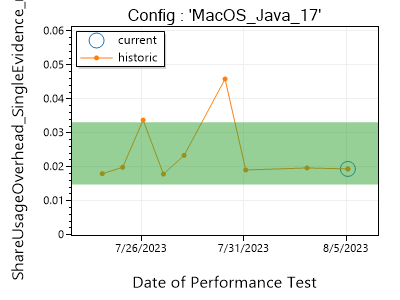 Config : 'MacOS_Java_17'
current
historic
0.06
0.05
0.04
0.03
0.02
0.01
0
ShareUsageOverhead_SingleEvidence_
7/26/2023
7/31/2023
8/5/2023
Date of Performance Test